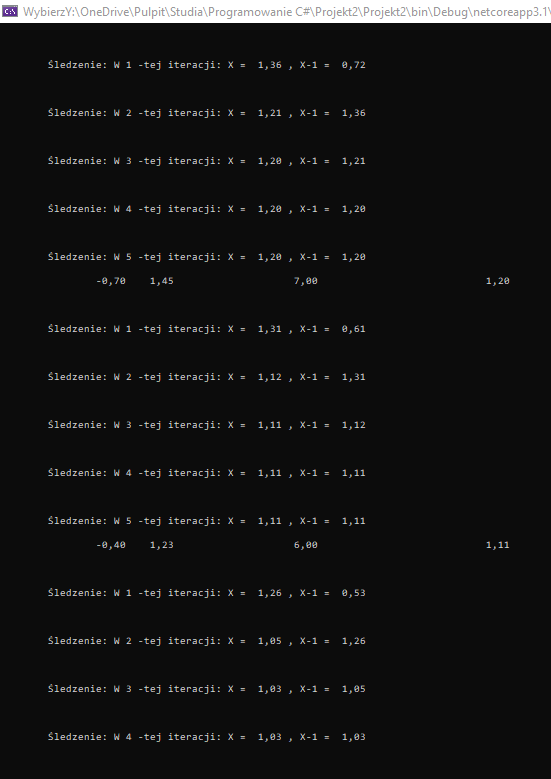 C:\ WybierzY:\OneDrive\Pulpit\Studia\Programowanie C#\Projekt2\Projekt2\bin\Debug\netcoreapp3.1\
Śledzenie: W 1 -tej iteracji: X = 1,36 , X-1 = 0,72
Śledzenie: W 2 -tej iteracji: X = 1,21 , X-1 = 1,36
Śledzenie: W 3 -tej iteracji: X = 1,20 , X-1 = 1,21
Śledzenie: W 4 -tej iteracji: X = 1,20 , X-1 = 1,20
Śledzenie: W 5 -tej iteracji: X = 1,20 , X-1 = 1,20
-0,70 1,45 7,00 1,20
Śledzenie: W 1 -tej iteracji: X = 1,31 , X-1 = 0,61
Śledzenie: W 2 -tej iteracji: X = 1,12 , X-1 = 1,31
Śledzenie: W 3 -tej iteracji: X = 1,11 , X-1 = 1,12
Śledzenie: W 4 -tej iteracji: X = 1,11 , X-1 = 1,11
Śledzenie: W 5 -tej iteracji: X = 1,11 , X-1 = 1,11
-0,40 1,23 6,00 1,11
Śledzenie: W 1 -tej iteracji: X = 1,26 , X-1 = 0,53
Śledzenie: W 2 -tej iteracji: X = 1,05 , X-1 = 1,26
Śledzenie: W 3 -tej iteracji: X = 1,03 , X-1 = 1,05
Śledzenie: W 4 -tej iteracji: X = 1,03 , X-1 = 1,03